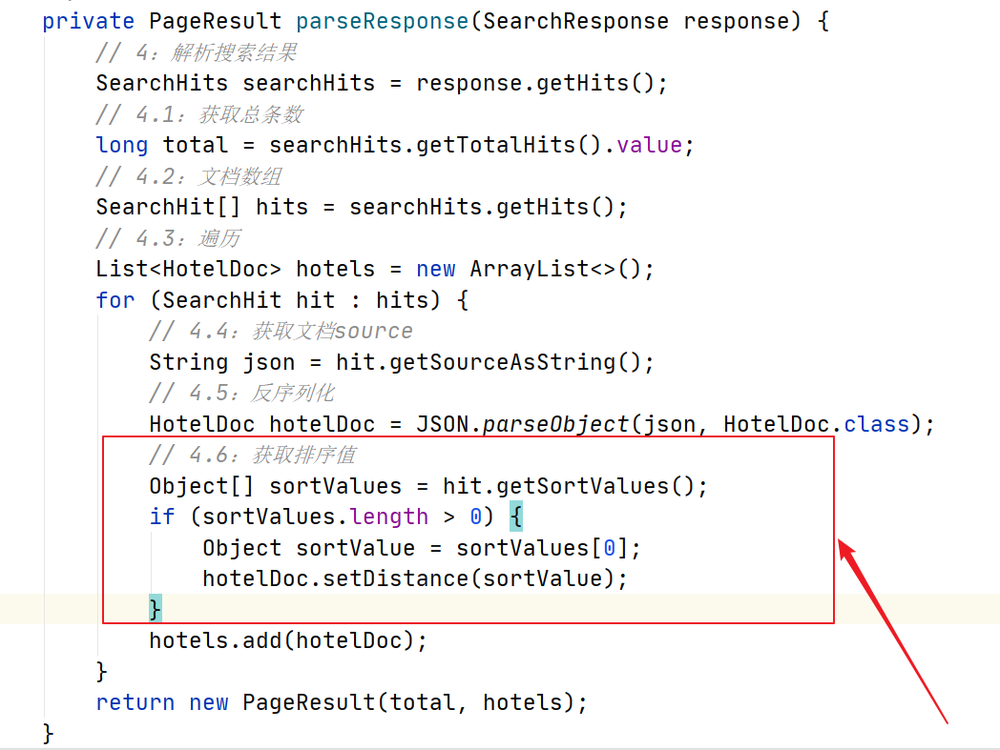 private PageResult parseResponse(SearchResponse response) {
// 4：解析搜索结果
SearchHits searchHits = response.getHits();
// 4.1：获取总条数
long total = searchHits.getTotalHits().value;
// 4.2：文档数组
SearchHit[] hits = searchHits.getHits();
// 4.3：遍历
List<HotelDoc> hotels = new ArrayList<>();
for (SearchHit hit : hits) {
// 4.4：获取文档source
String json = hit.getSourceAsString();
// 4.5：反序列化
HotelDoc hotelDoc = JSON.parseObject(json, HotelDoc.class);
// 4.6：获取排序值
Object[] sortValues = hit.getSortValues();
if (sortValues.length > 0) {
Object sortValue = sortValues[0];
hotelDoc.setDistance(sortValue);
}
hotels.add(hotelDoc);
}
return new PageResult(total, hotels);
}